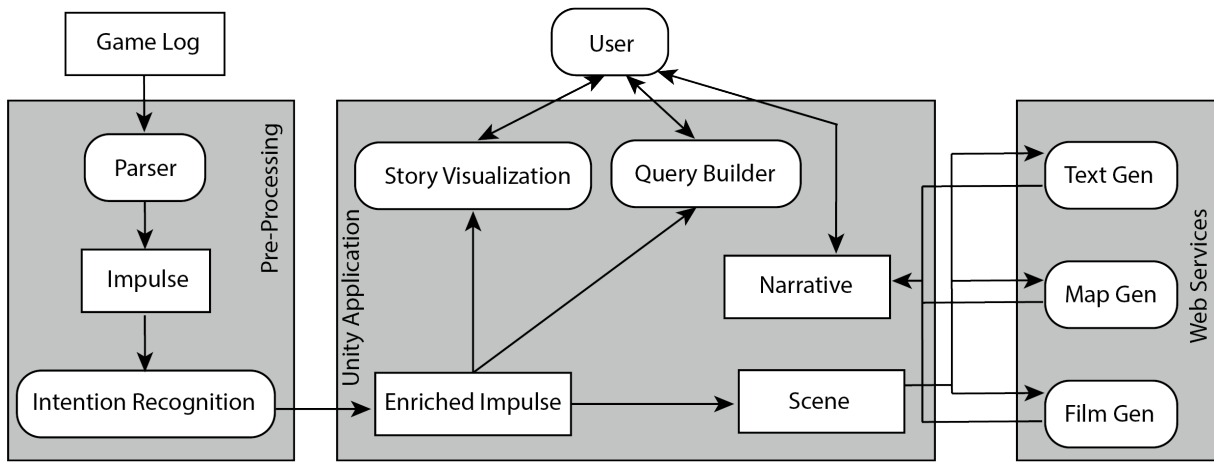 Game Log
User
Pre-Processing
Parser
Impulse
Intention Recognition
Unity Application
Story Visualization
Query Builder
Narrative
Enriched Impulse
Scene
Web Services
Text Gen
Map Gen
Film Gen